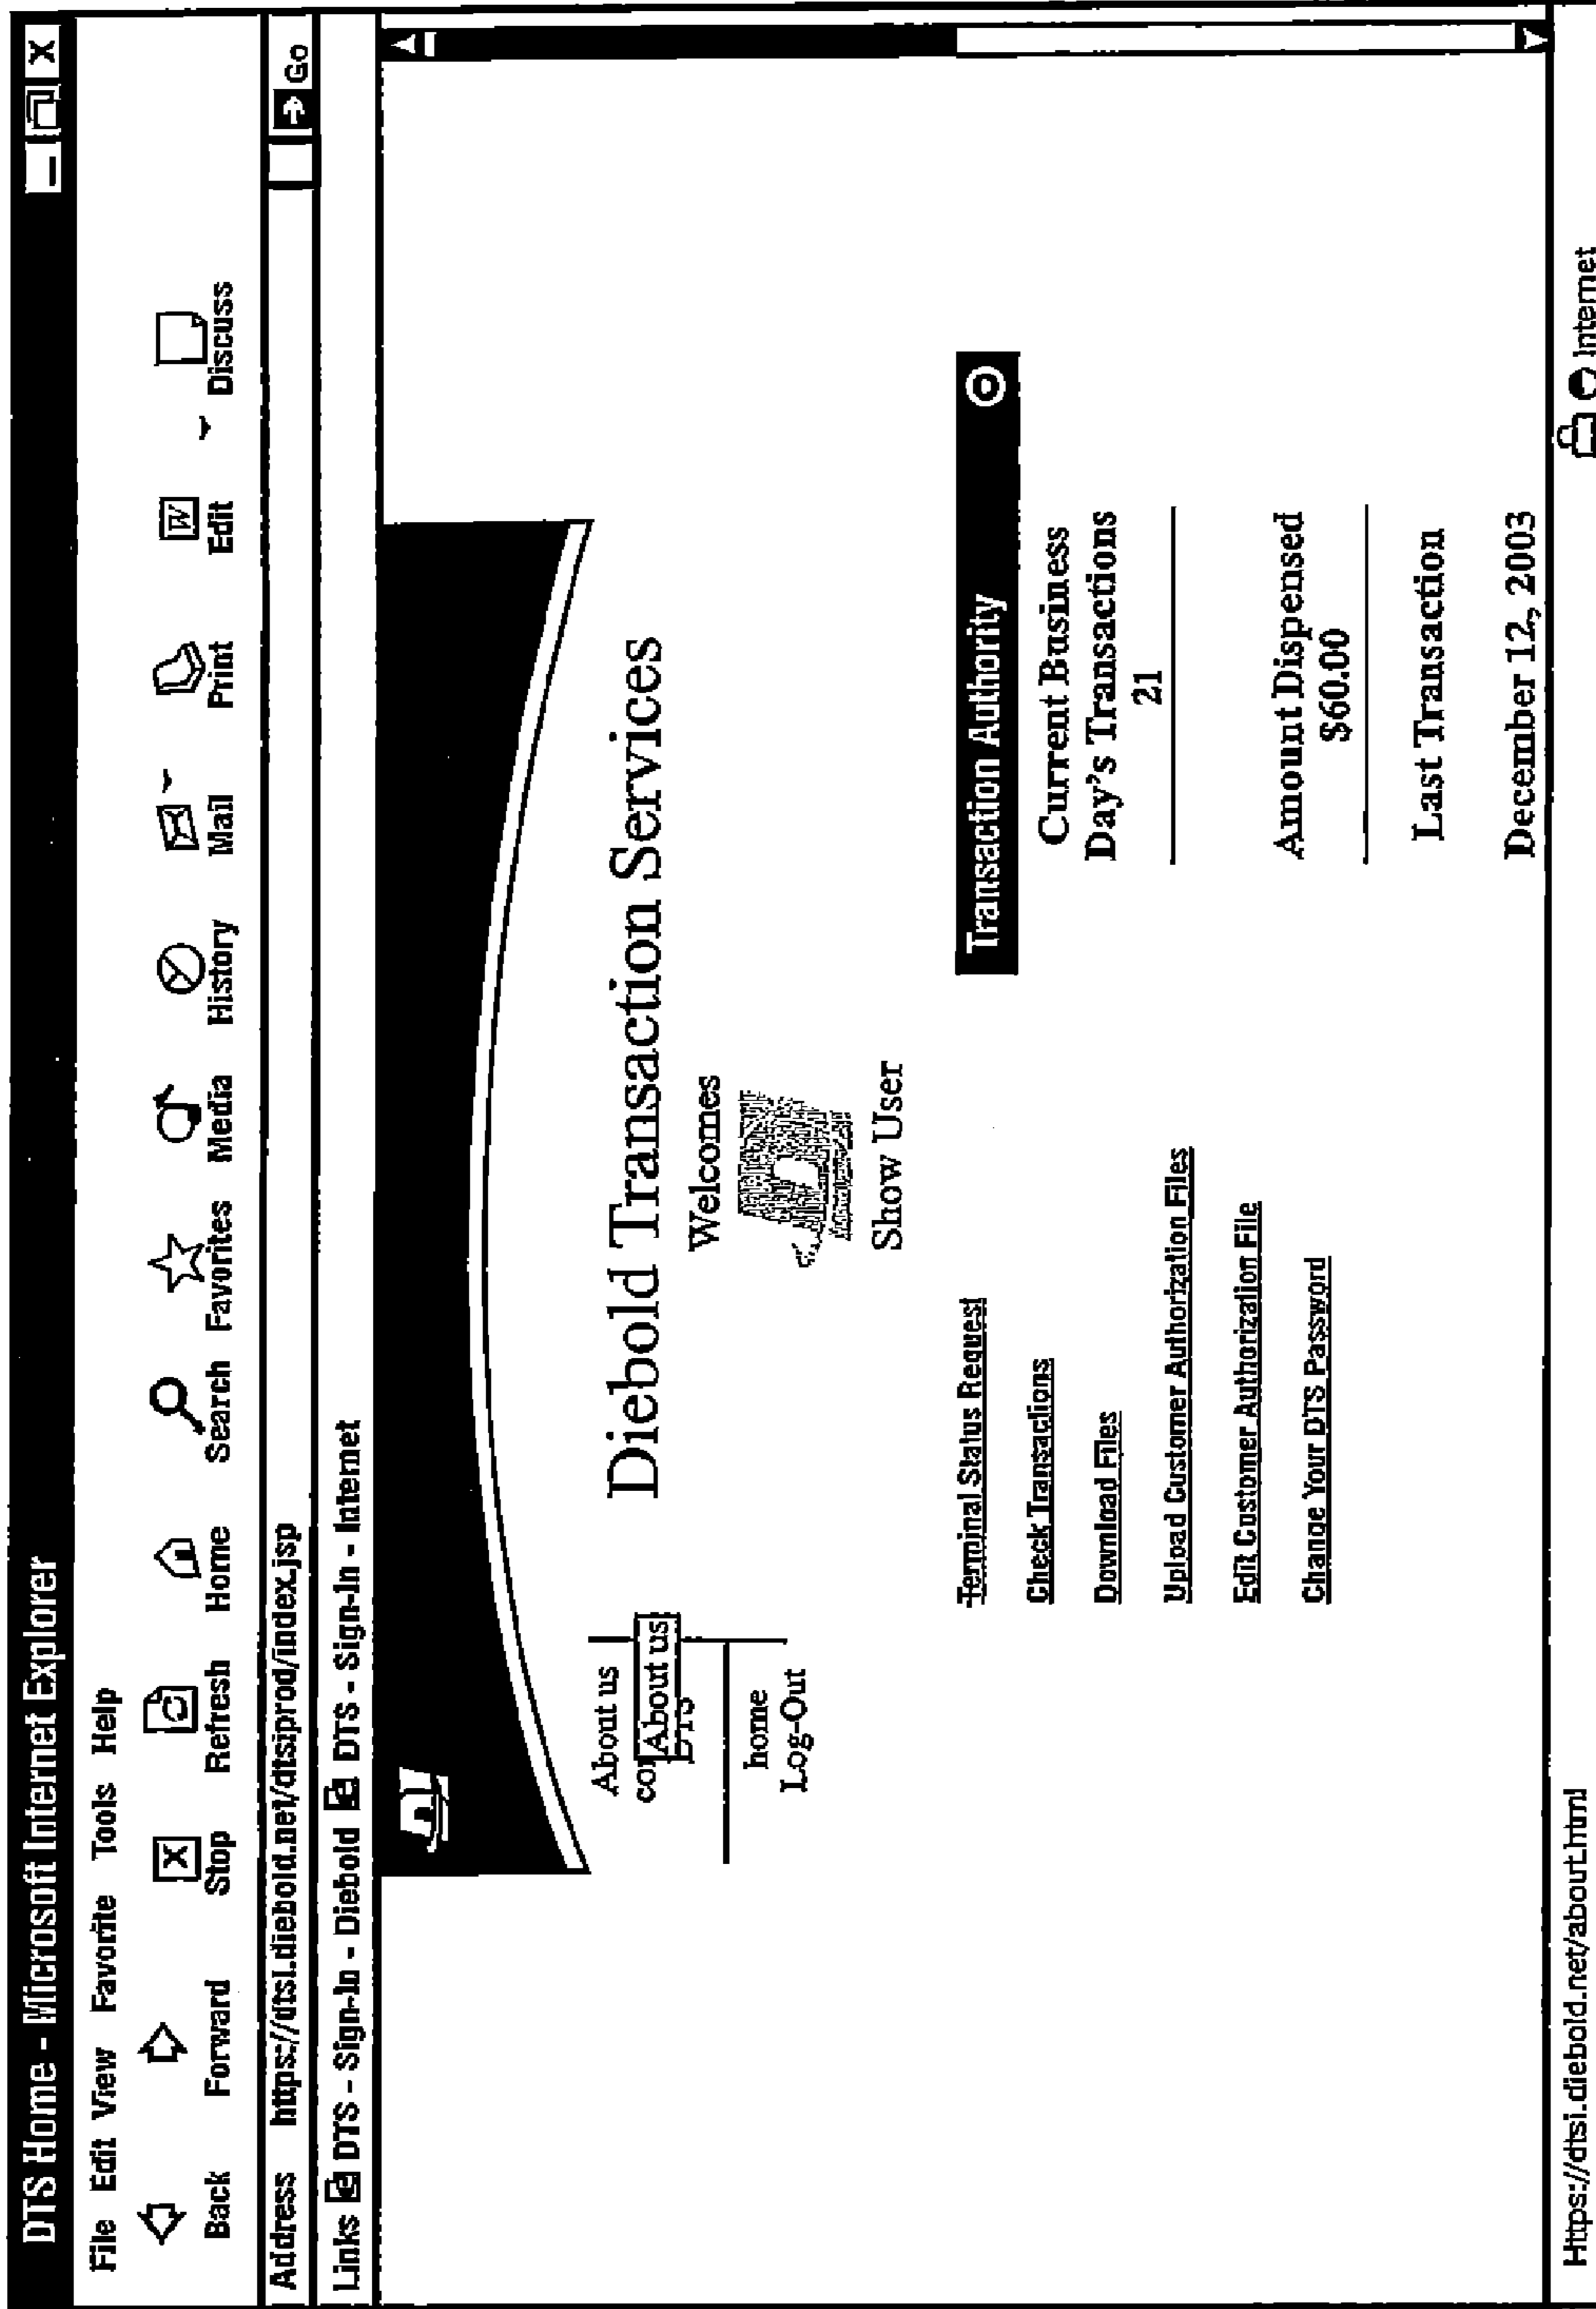 DTS Home - Microsoft Internet Explorer
File Edit View Favorite Tools Help
Back Forward Stop Refresh Home Search Favorites Media History Mail Print Edit Discuss
Address https://dtsi.diebold.net/dtsiprod/index.jsp Go
Links DTS - Sign-In - Diebold DTS - Sign-In - Internet
About us
About us
home
Log-Out
Diebold Transaction Services
Welcomes
Show User
Terminal Status Request
Check Transactions
Download Files
Upload Customer Authorization Files
Edit Customer Authorization File
Change Your DTS Password
Transaction Authority
Current Business
Day's Transactions
21
Amount Dispensed
$60.00
Last Transaction
December 12, 2003
Https://dtsi.diebold.net/about.html Internet